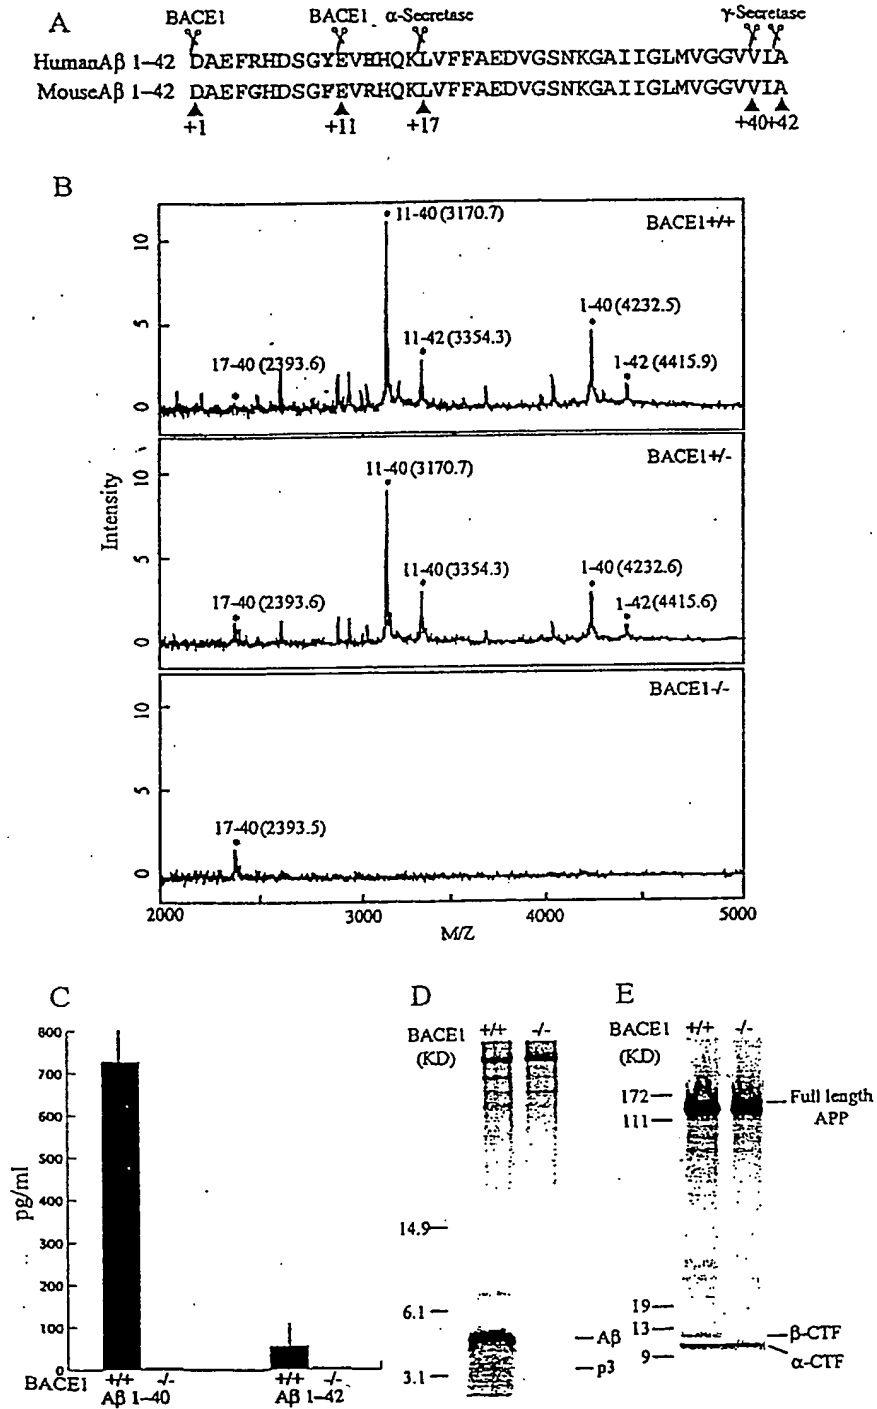 A
BACE1 BACE1 α-Secretase γ-Secretase
HumanAβ 1–42 DAEFRHDSGYEVHHQKLVFFAEDVGSNKGAIIGLMVGGVVIA
MouseAβ 1–42 DAEFGHDSGFEVRHQKLVFFAEDVGSNKGAIIGLMVGGVVIA
+1 +11 +17 +40 +42
B
11-40 (3170.7)
BACE1+/+
10
1-40 (4232.5)
5
11-42 (3354.3)
17-40 (2393.6)
1-42 (4415.9)
0
BACE1+/-
11-40 (3170.7)
10
Intensity
5
11-40 (3354.3)
1-40 (4232.6)
17-40 (2393.6)
1-42 (4415.6)
0
BACE1-/-
10
5
17-40 (2393.5)
0
2000 3000 4000 5000
M/Z
C
800
700
600
500
400
300
200
100
0
pg/ml
BACE1 +/+ -/- +/+ -/-
Aβ 1–40 Aβ 1–42
D
BACE1 +/+ -/-
(KD)
14.9
6.1
Aβ
p3
3.1
E
BACE1 +/+ -/-
(KD)
172
Full length
APP
111
19
13
β-CTF
9
α-CTF